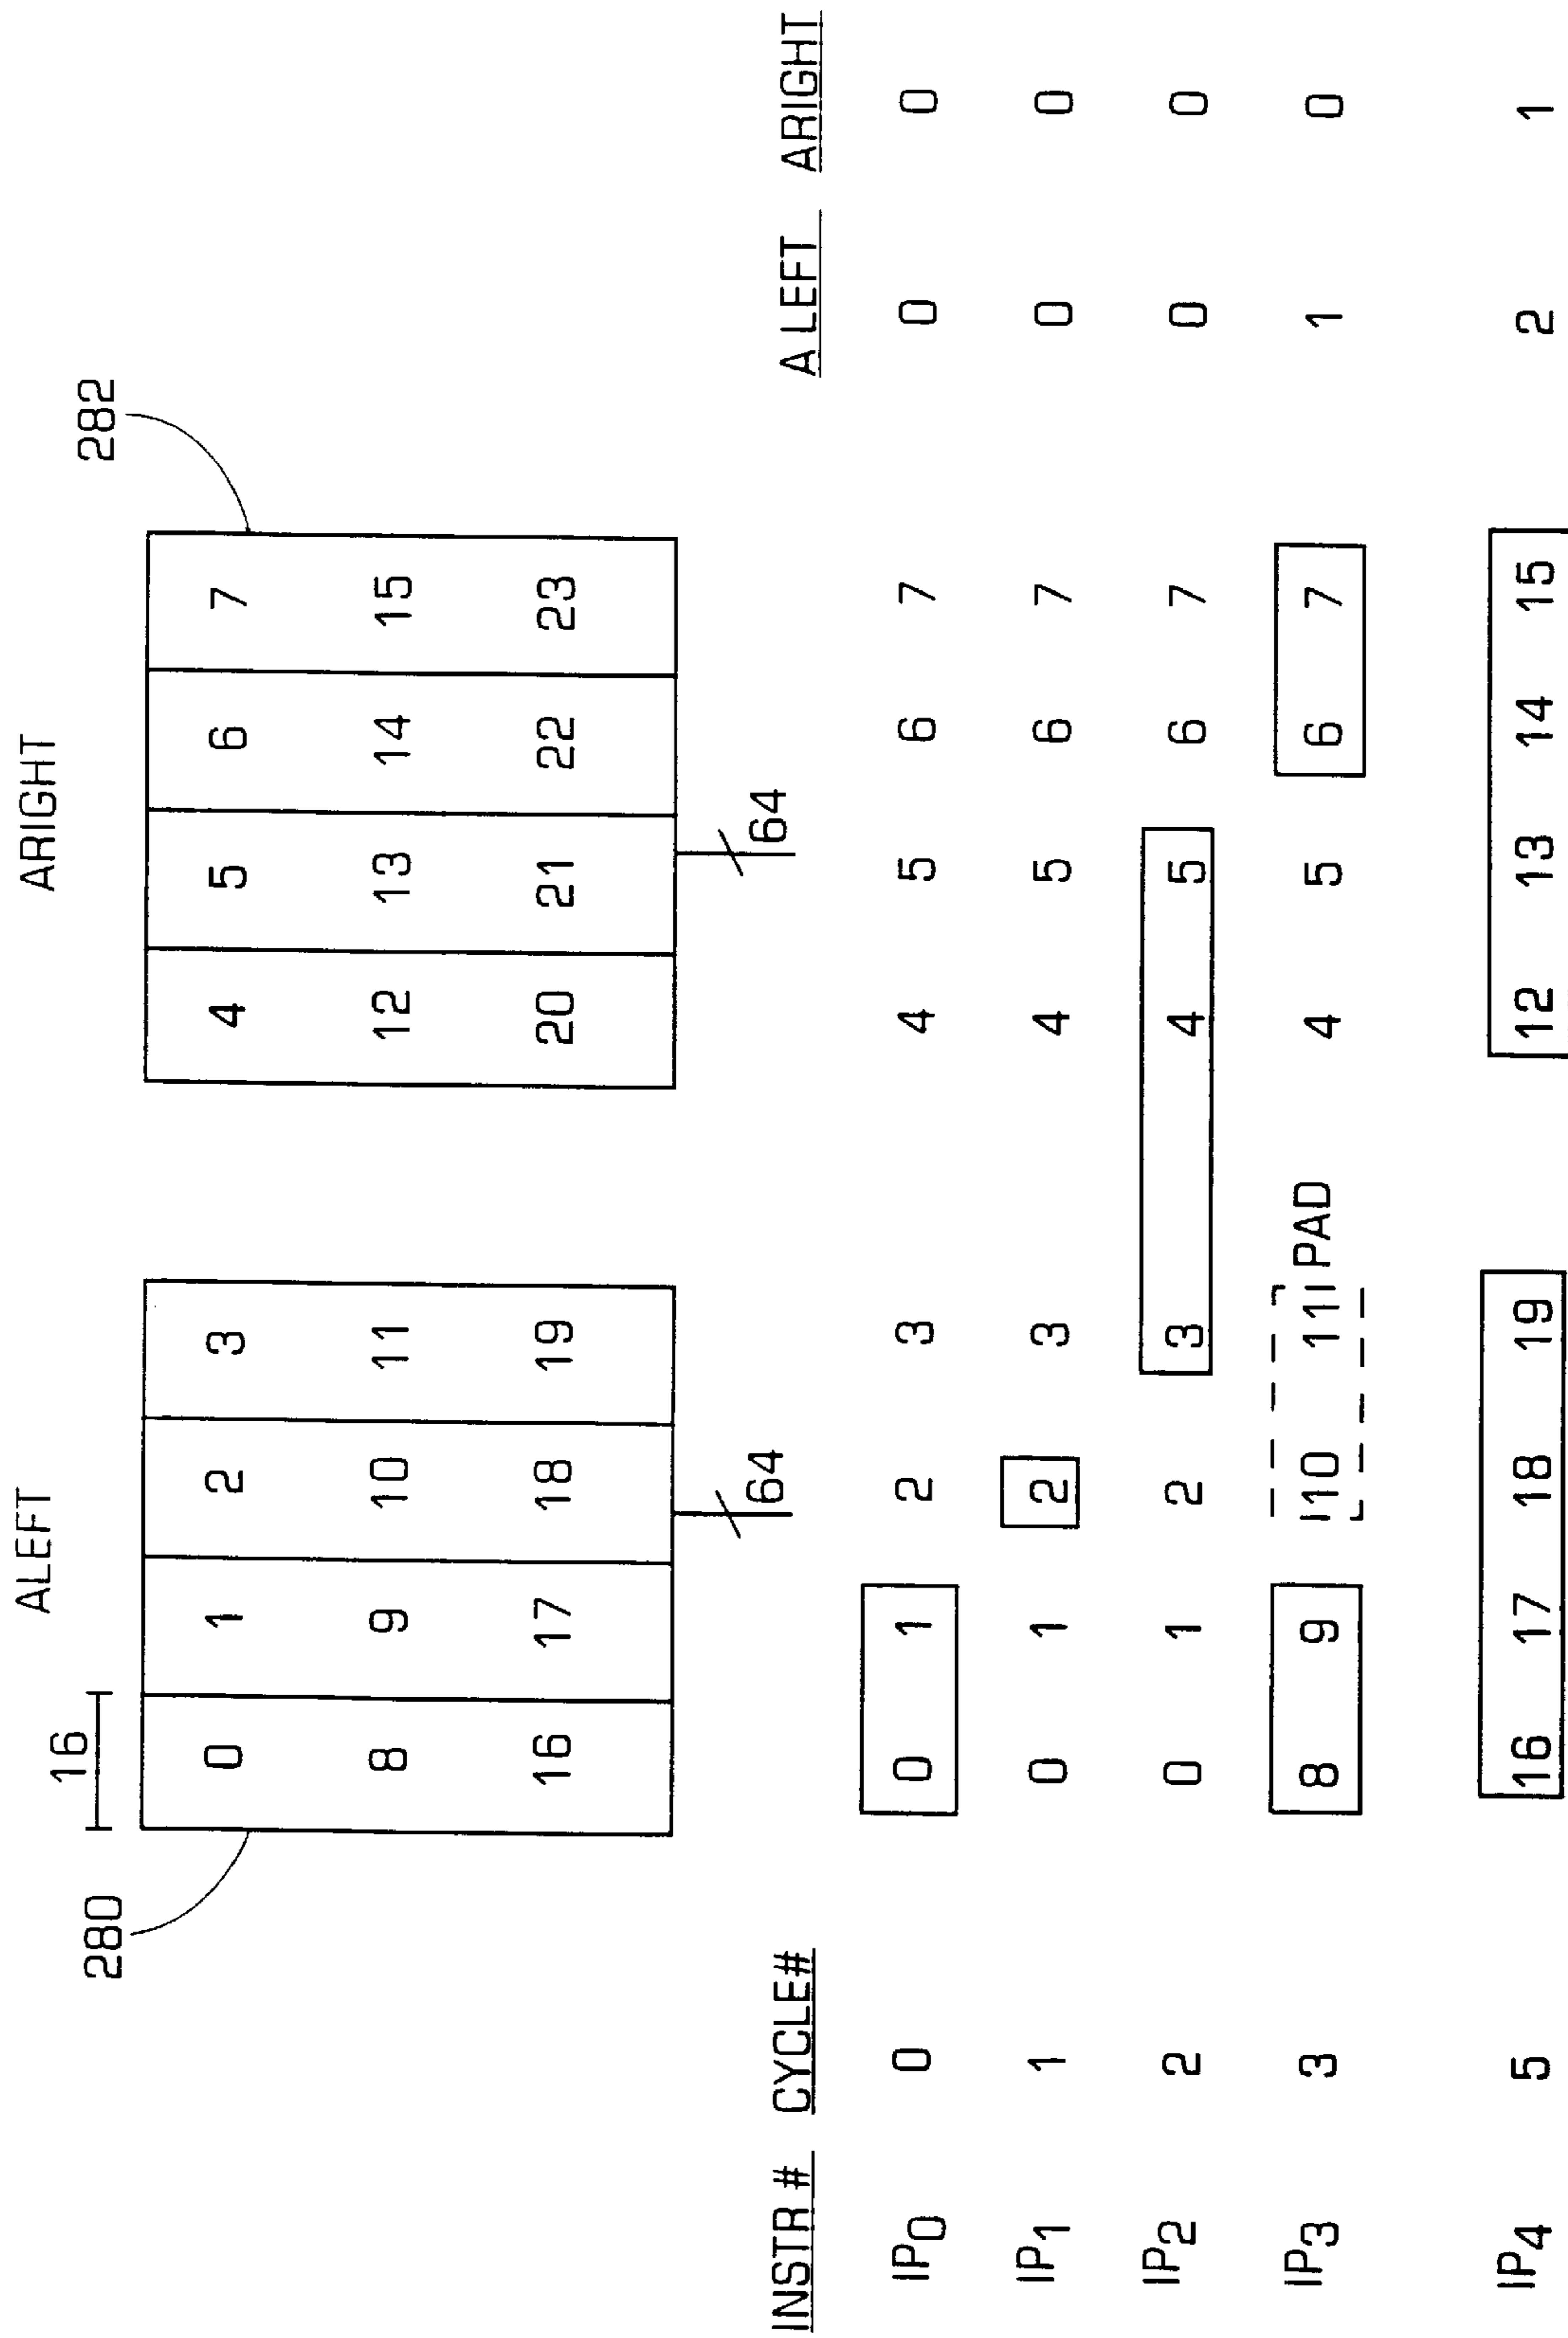 ALEFT ARIGHT
16
280 282
0 1 2 3 4 5 6 7
8 9 10 11 12 13 14 15
16 17 18 19 20 21 22 23
64 64
INSTR # CYCLE# A LEFT ARIGHT
IP0 0 0 1 2 3 4 5 6 7 0 0
IP1 1 0 1 2 3 4 5 6 7 0 0
IP2 2 0 1 2 3 4 5 6 7 0 0
IP3 3 8 9 10 11 PAD 4 5 6 7 1 0
IP4 5 16 17 18 19 12 13 14 15 2 1